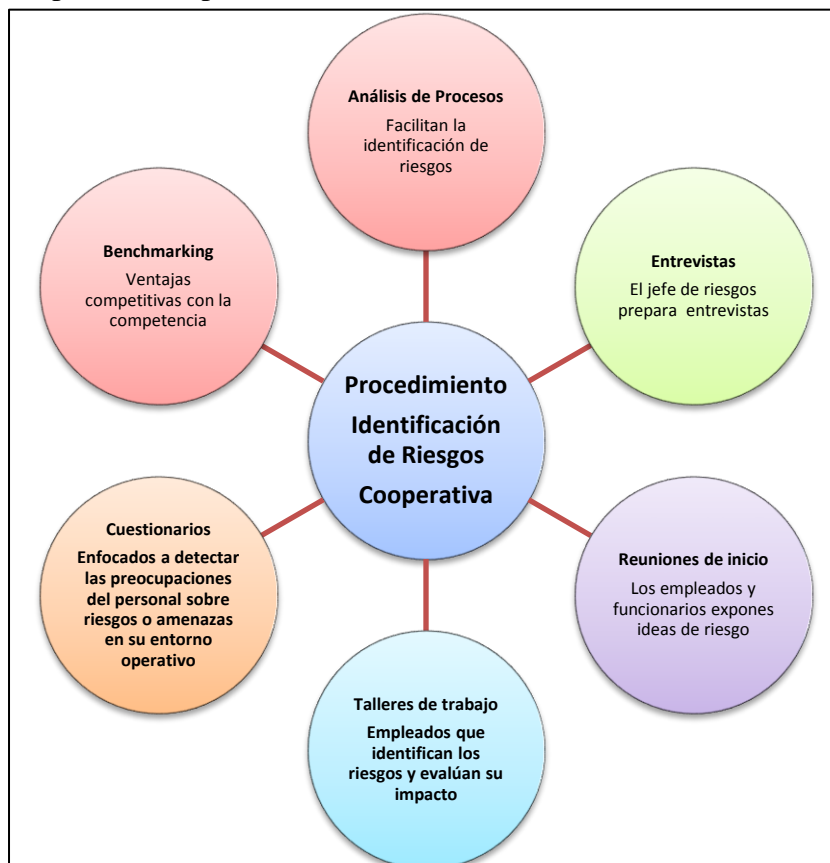 Análisis de Procesos
Facilitan la
identificación de
riesgos
Benchmarking
Ventajas
competitivas con la
competencia
Entrevistas
El jefe de riesgos
prepara entrevistas
Procedimiento
Identificación
de Riesgos
Cooperativa
Cuestionarios
Enfocados a detectar
las preocupaciones
del personal sobre
riesgos o amenazas
en su entorno
operativo
Reuniones de inicio
Los empleados y
funcionarios expones
ideas de riesgo
Talleres de trabajo
Empleados que
identifican los
riesgos y evalúan su
impacto